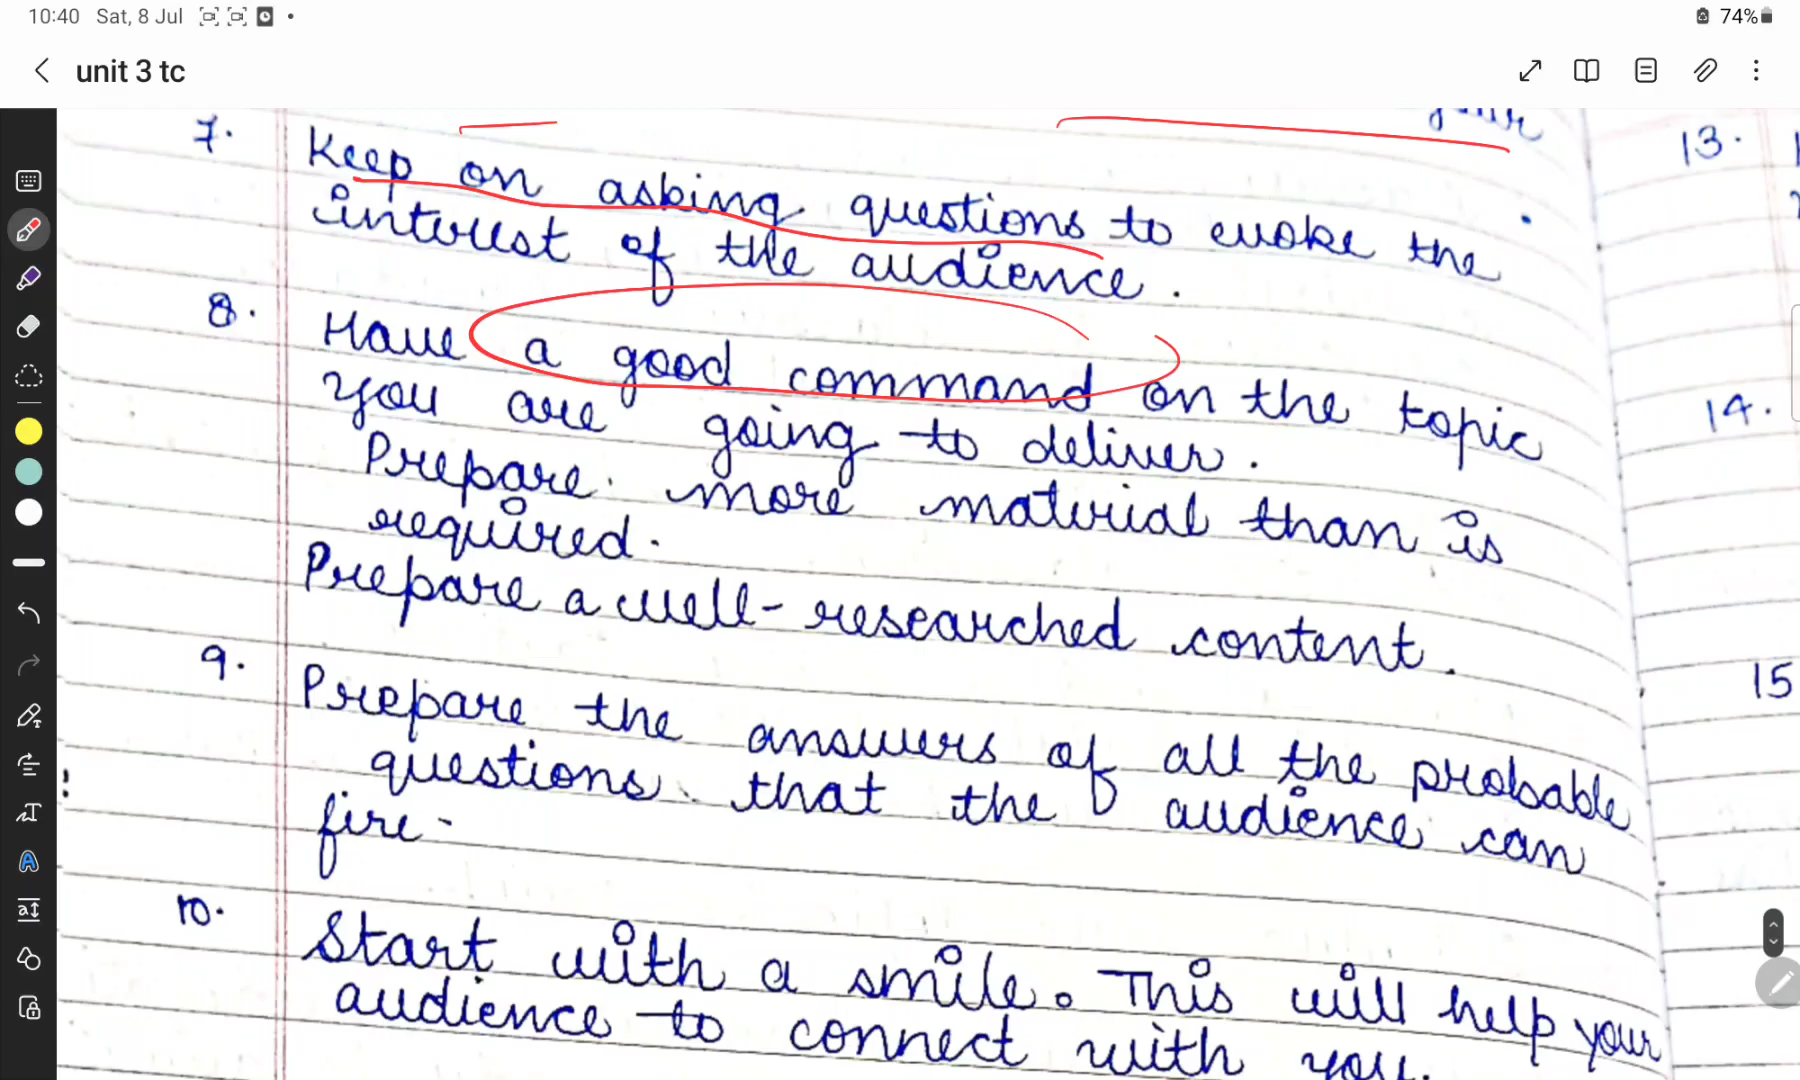 10:40 Sat, 8 Jul
74%
unit 3 tc
your
7. Keep on asking questions to evoke the
interest of the audience.
8. Have a good command on the topic
you are going to deliver.
Prepare more material than is
required.
Prepare a well-researched content.
9. Prepare the answers of all the probable
questions that the audience can
fire.
10. Start with a smile. This will help your
audience to connect with you.
13.
14.
15